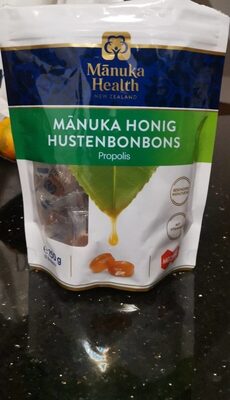 Mānuka
Health
NEW ZEALAND
MĀNUKA HONIG
HUSTENBONBONS
Propolis